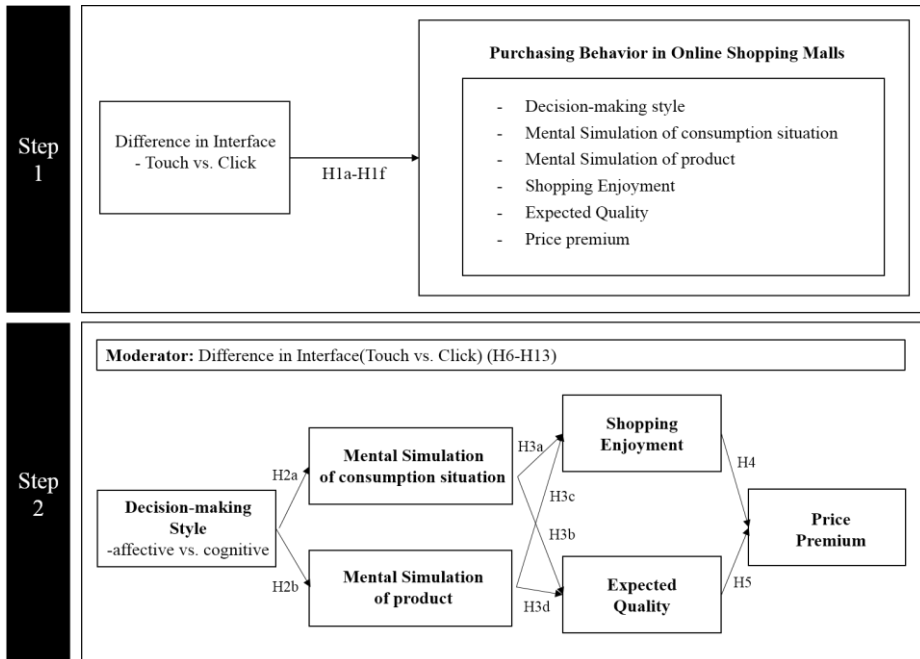 Step
1
Difference in Interface
- Touch vs. Click
H1a-H1f
Purchasing Behavior in Online Shopping Malls
- Decision-making style
- Mental Simulation of consumption situation
- Mental Simulation of product
- Shopping Enjoyment
- Expected Quality
- Price premium
Step
2
Moderator: Difference in Interface(Touch vs. Click) (H6-H13)
Decision-making
Style
-affective vs. cognitive
H2a
H2b
Mental Simulation
of consumption situation
Mental Simulation
of product
H3a
H3c
H3b
H3d
Shopping
Enjoyment
Expected
Quality
H4
H5
Price
Premium